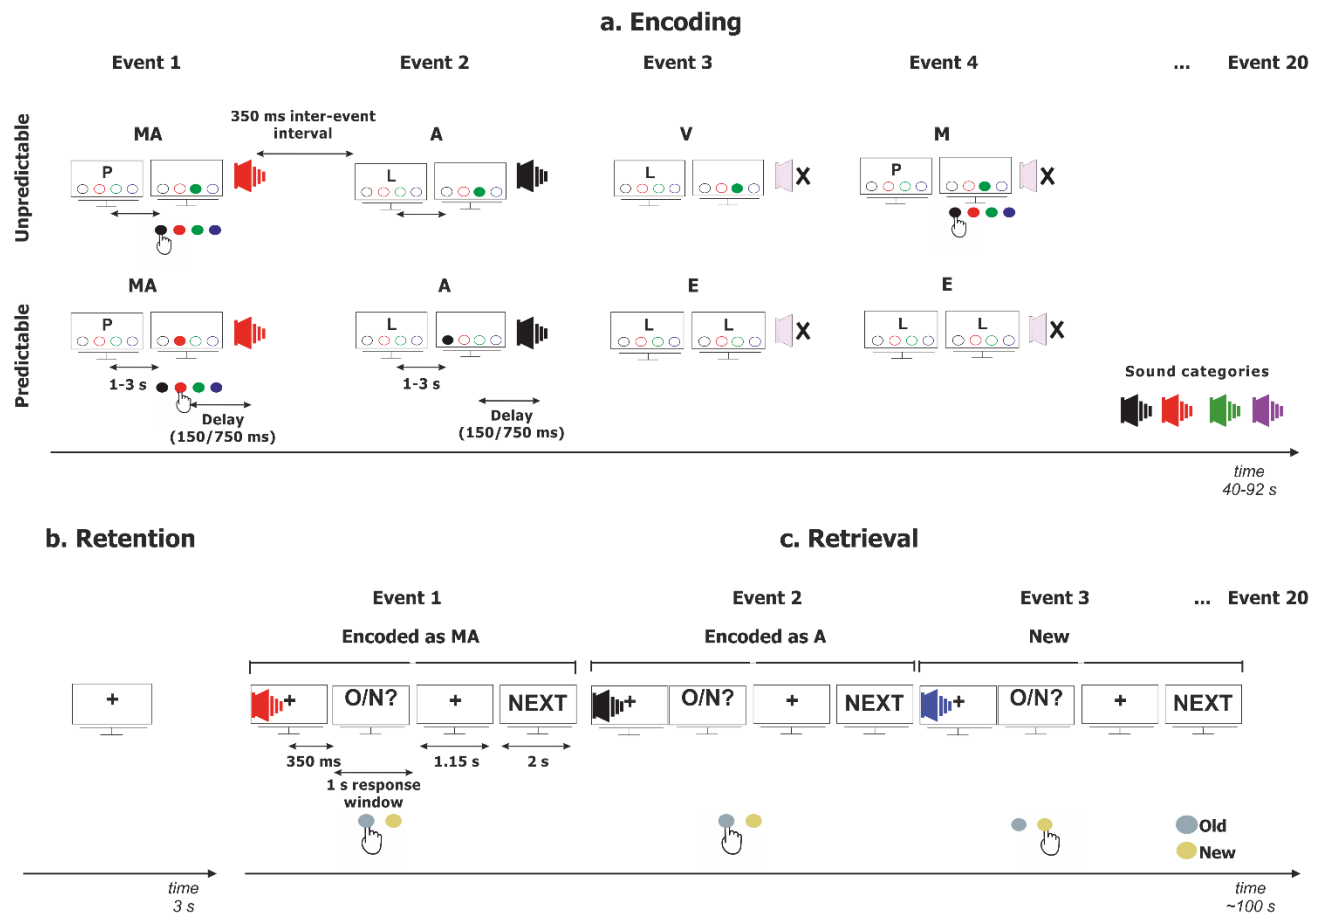 a. Encoding
Event 1
Event 2
Event 3
Event 4
...
Event 20
Unpredictable
MA
350 ms inter-event
interval
A
V
M
P
L
L
X
P
X
Predictable
MA
A
E
E
P
L
L
L
X
L
L
X
1-3 s
1-3 s
Delay
(150/750 ms)
Delay
(150/750 ms)
Sound categories
time
40-92 s
b. Retention
c. Retrieval
Event 1
Event 2
Event 3
...
Event 20
Encoded as MA
Encoded as A
New
+
+
O/N?
+
NEXT
+
O/N?
+
NEXT
+
O/N?
+
NEXT
350 ms
1.15 s
2 s
1 s response
window
Old
New
time
3 s
time
~100 s